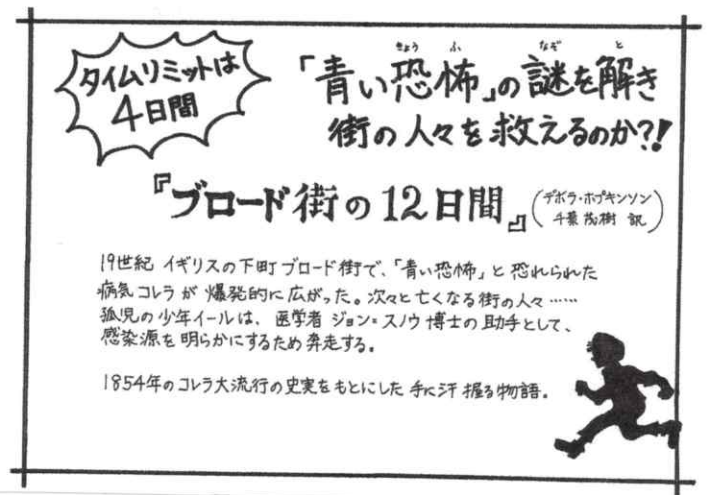 タイムリミットは
4日間
「青い恐怖」の謎を解き
きょう ふ なぞ と
街の人々を救えるのか?!
『ブロード街の12日間』
(デボラ・ホプキンソン
千葉茂樹 訳)
19世紀 イギリスの下町ブロード街で、「青い恐怖」と恐れられた
病気コレラが爆発的に広がった。次々と亡くなる街の人々……
孤児の少年イールは、医学者 ジョン=スノウ博士の助手として、
感染源を明らかにするため奔走する。
1854年のコレラ大流行の史実をもとにした手に汗握る物語。